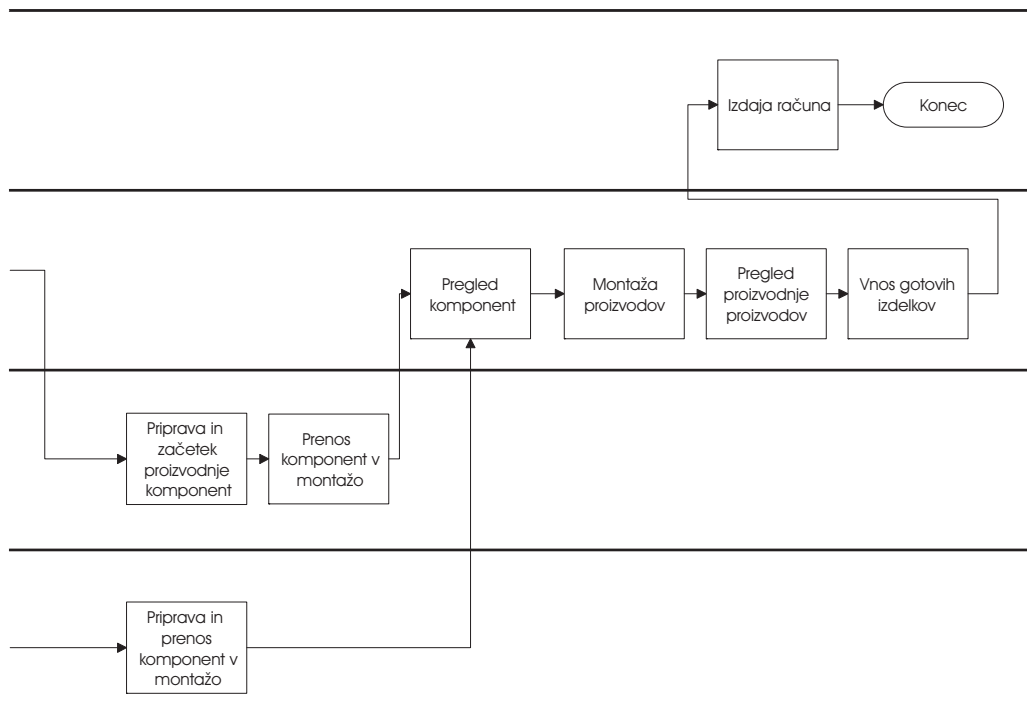 Izdaja računa
Konec
Pregled
komponent
Montaža
proizvodov
Pregled
proizvodnje
proizvodov
Vnos gotovih
izdelkov
Priprava in
začetek
proizvodnje
komponent
Prenos
komponent v
montažo
Priprava in
prenos
komponent v
montažo